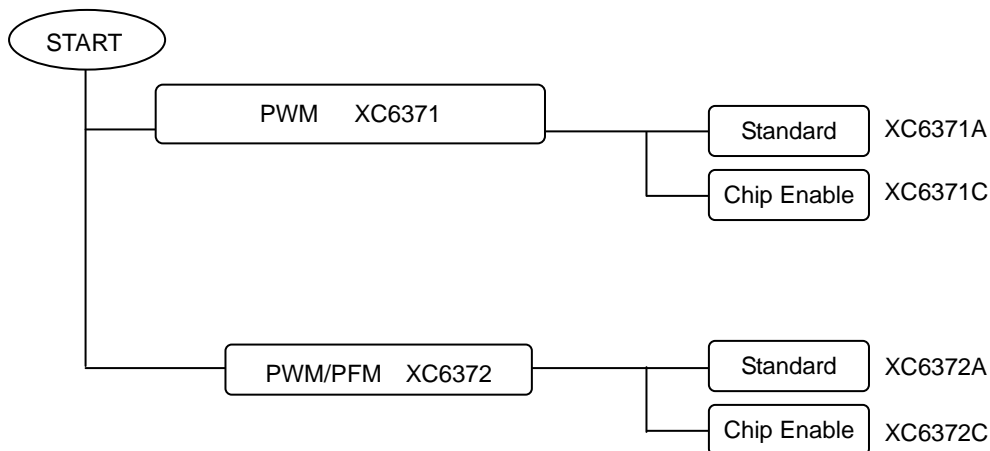 START
PWM XC6371
Standard XC6371A
Chip Enable XC6371C
PWM/PFM XC6372
Standard XC6372A
Chip Enable XC6372C